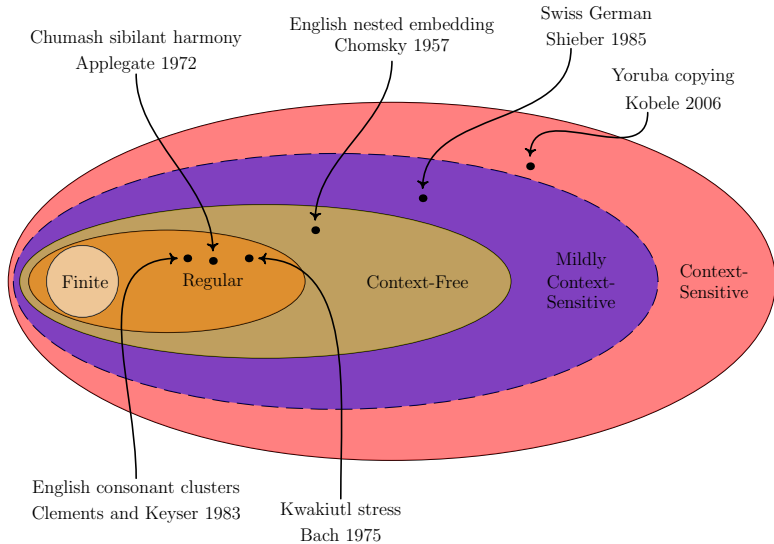 Swiss German
Shieber 1985
English nested embedding
Chomsky 1957
Chumash sibilant harmony
Applegate 1972
Yoruba copying
Kobele 2006
Finite
Regular
Context-Free
Mildly
Context-
Sensitive
Context-
Sensitive
English consonant clusters
Clements and Keyser 1983
Kwakiutl stress
Bach 1975